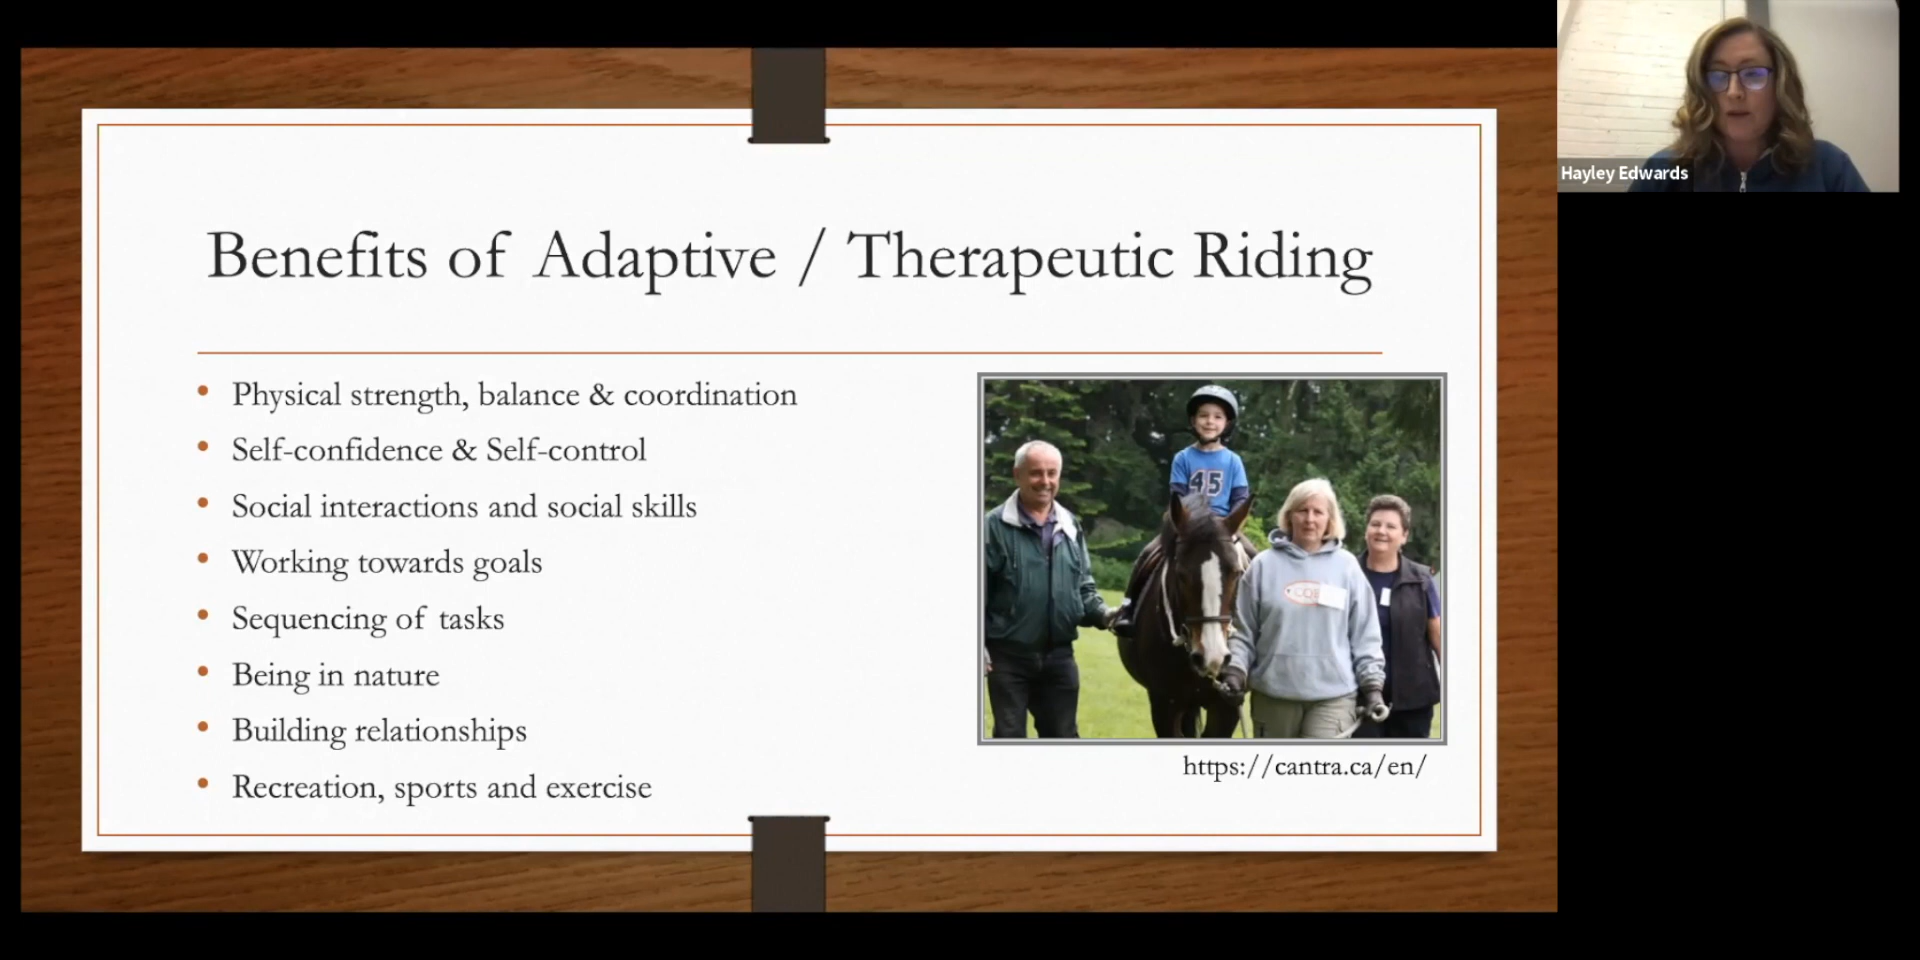 Benefits of Adaptive / Therapeutic Riding
Physical strength, balance & coordination
Self-confidence & Self-control
Social interactions and social skills
Working towards goals
Sequencing of tasks
Being in nature
Building relationships
Recreation, sports and exercise
45
https://cantra.ca/en/
Hayley Edwards